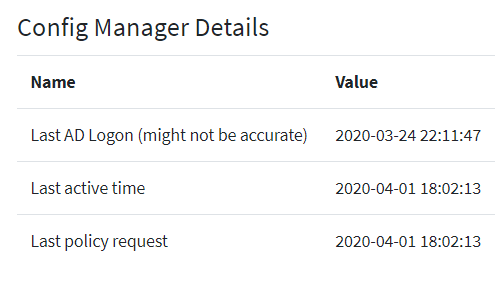 Config Manager Details
Name Value
Last AD Logon (might not be accurate) 2020-03-24 22:11:47
Last active time 2020-04-01 18:02:13
Last policy request 2020-04-01 18:02:13